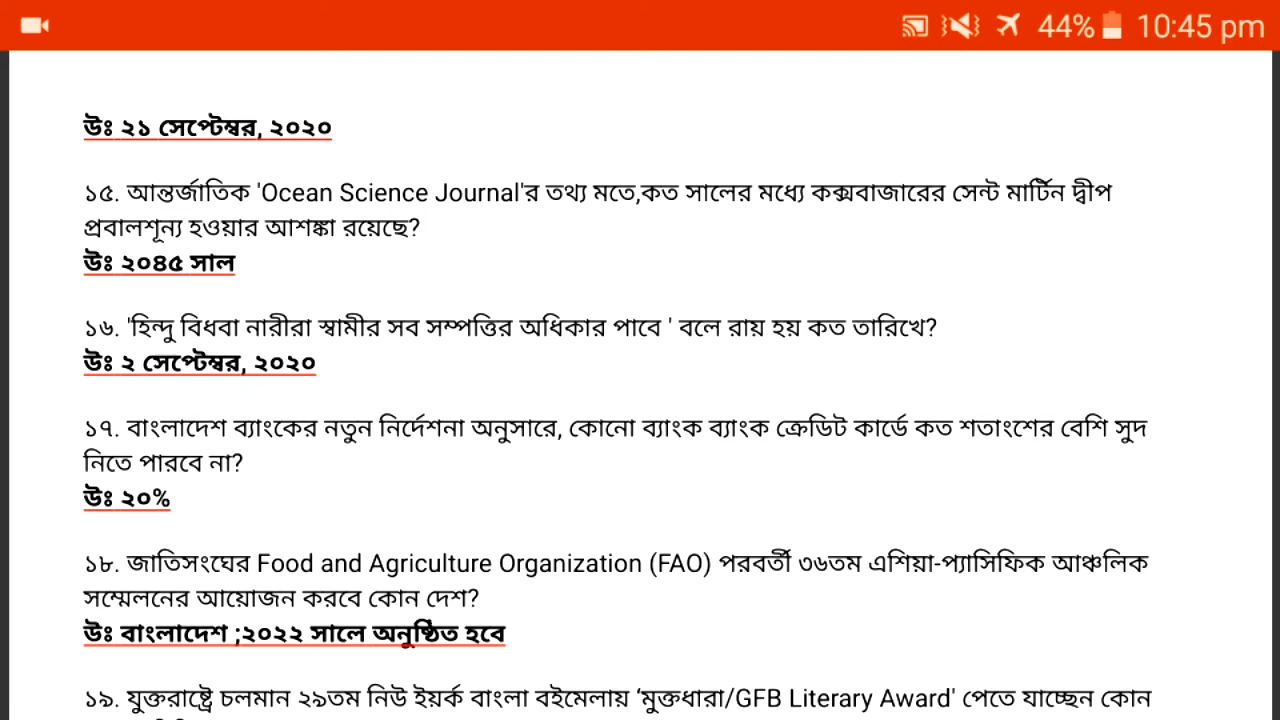 44% 10:45 pm
উঃ ২১ সেপ্টেম্বর, ২০২০
১৫. আন্তর্জাতিক 'Ocean Science Journal'র তথ্য মতে,কত সালের মধ্যে কক্সবাজারের সেন্ট মার্টিন দ্বীপ
প্রবালশূন্য হওয়ার আশঙ্কা রয়েছে?
উঃ ২০৪৫ সাল
১৬. 'হিন্দু বিধবা নারীরা স্বামীর সব সম্পত্তির অধিকার পাবে ' বলে রায় হয় কত তারিখে?
উঃ ২ সেপ্টেম্বর, ২০২০
১৭. বাংলাদেশ ব্যাংকের নতুন নির্দেশনা অনুসারে, কোনো ব্যাংক ব্যাংক ক্রেডিট কার্ডে কত শতাংশের বেশি সুদ
নিতে পারবে না?
উঃ ২০%
১৮. জাতিসংঘের Food and Agriculture Organization (FAO) পরবর্তী ৩৬তম এশিয়া-প্যাসিফিক আঞ্চলিক
সম্মেলনের আয়োজন করবে কোন দেশ?
উঃ বাংলাদেশ ;২০২২ সালে অনুষ্ঠিত হবে
১৯. যুক্তরাষ্ট্রে চলমান ২৯তম নিউ ইয়র্ক বাংলা বইমেলায় ‘মুক্তধারা/GFB Literary Award' পেতে যাচ্ছেন কোন